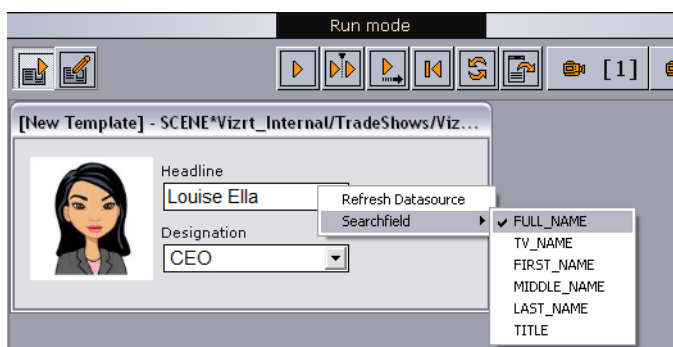 Run mode
[1]
[New Template] - SCENE*Vizrt_Internal/TradeShows/Viz...
Headline
Louise Ella
Refresh Datasource
Searchfield
FULL_NAME
Designation
TV_NAME
CEO
FIRST_NAME
MIDDLE_NAME
LAST_NAME
TITLE